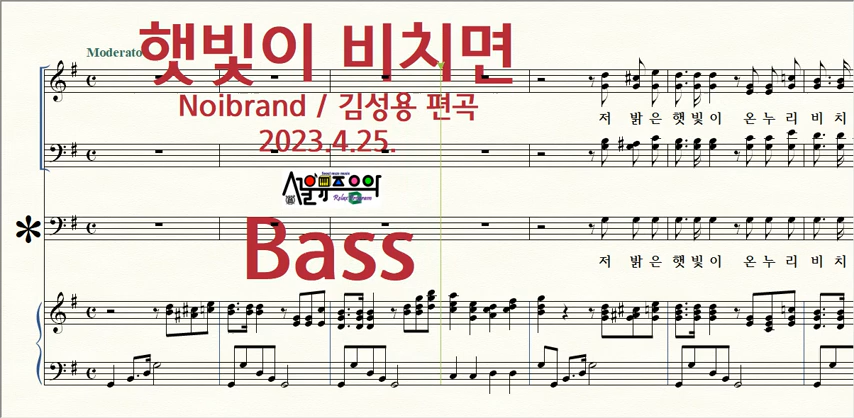 햇빛이 비치면
Moderato
Noibrand / 김성용 편곡
저 밝 은 햇 빛 이 온 누 리 비 치
2023.4.25.
Bass
저 밝 은 햇 빛 이 온 누 리 비 치